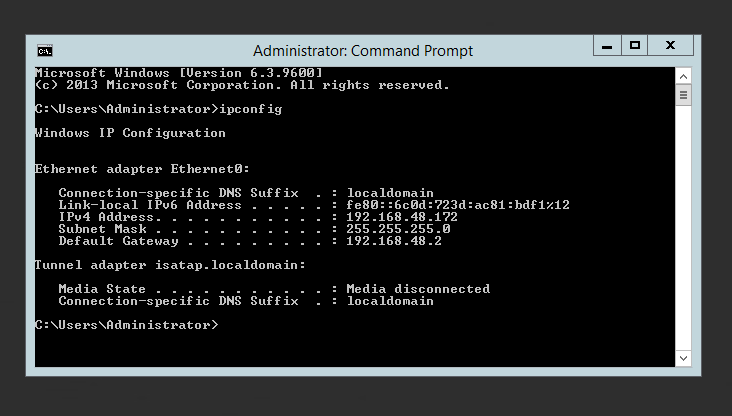 Administrator: Command Prompt
Microsoft Windows [Version 6.3.9600]
(c) 2013 Microsoft Corporation. All rights reserved.
C:\Users\Administrator>ipconfig
Windows IP Configuration
Ethernet adapter Ethernet0:
Connection-specific DNS Suffix  . : localdomain
Link-local IPv6 Address . . . . . : fe80::6c0d:723d:ac81:bdf1%12
IPv4 Address. . . . . . . . . . . : 192.168.48.172
Subnet Mask . . . . . . . . . . . : 255.255.255.0
Default Gateway . . . . . . . . . : 192.168.48.2
Tunnel adapter isatap.localdomain:
Media State . . . . . . . . . . . : Media disconnected
Connection-specific DNS Suffix  . : localdomain
C:\Users\Administrator>